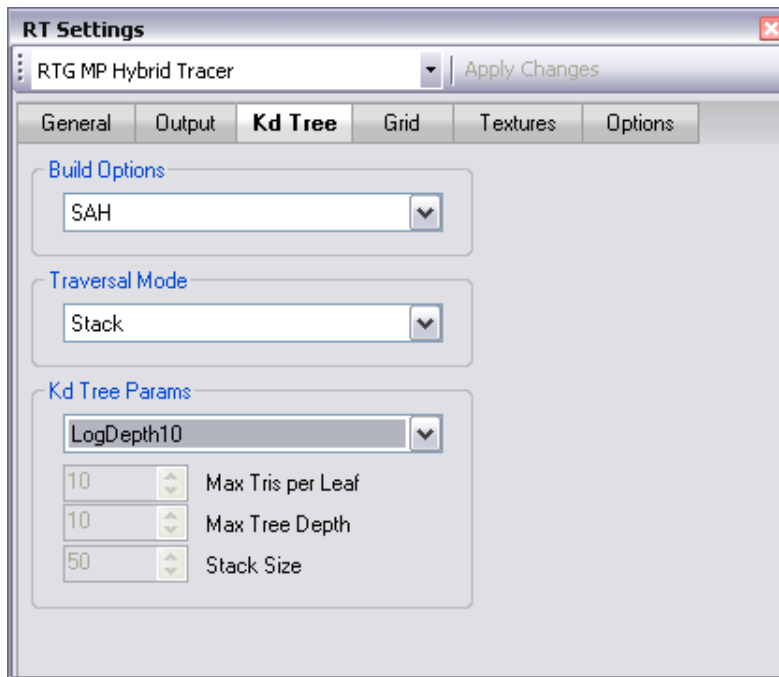 RT Settings
RTG MP Hybrid Tracer Apply Changes
General Output Kd Tree Grid Textures Options
Build Options
SAH
Traversal Mode
Stack
Kd Tree Params
LogDepth10
10 Max Tris per Leaf
10 Max Tree Depth
50 Stack Size